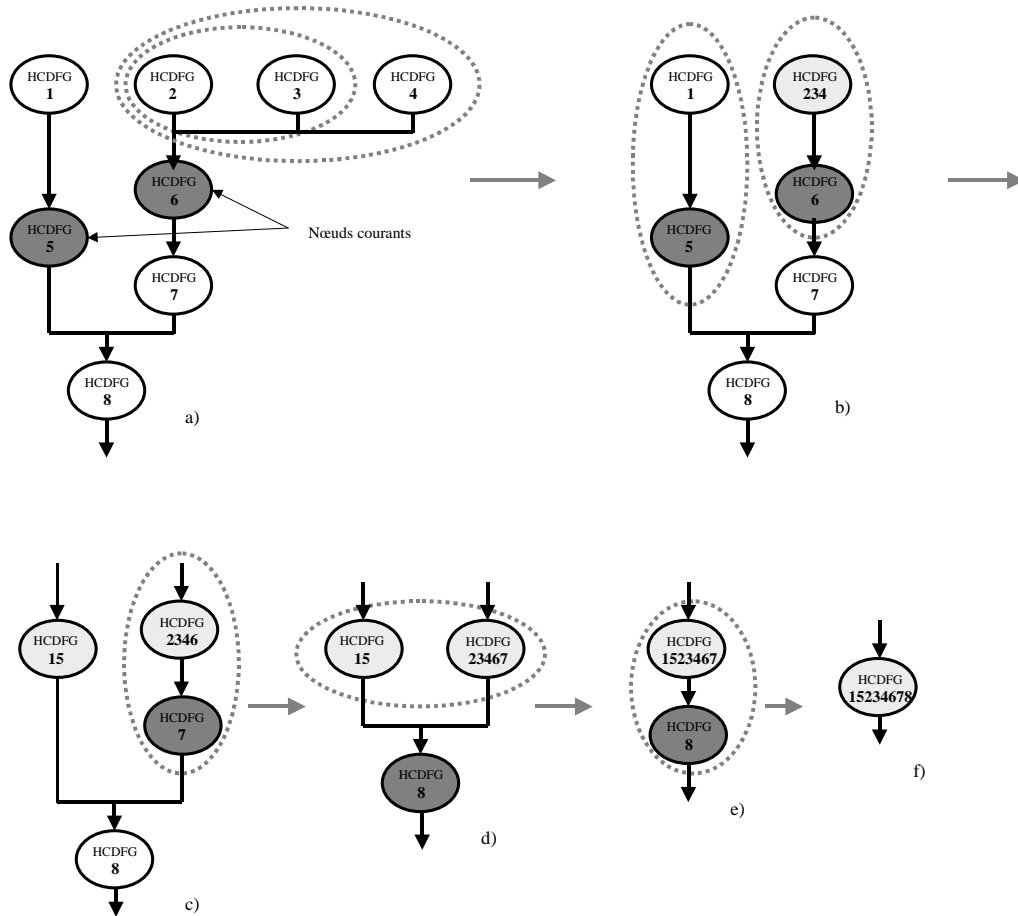 HCDFG
1
HCDFG
2
HCDFG
3
HCDFG
4
HCDFG
6
HCDFG
5
Nœuds courants
HCDFG
7
HCDFG
8
a)
HCDFG
1
HCDFG
234
HCDFG
6
HCDFG
5
HCDFG
7
HCDFG
8
b)
HCDFG
15
HCDFG
2346
HCDFG
7
HCDFG
8
c)
HCDFG
15
HCDFG
23467
HCDFG
8
d)
HCDFG
1523467
HCDFG
8
e)
HCDFG
15234678
f)